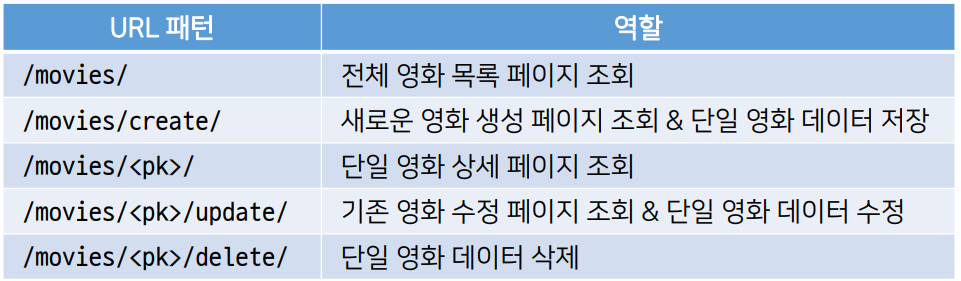 URL 패턴 역할
/movies/ 전체 영화 목록 페이지 조회
/movies/create/ 새로운 영화 생성 페이지 조회 & 단일 영화 데이터 저장
/movies/<pk>/ 단일 영화 상세 페이지 조회
/movies/<pk>/update/ 기존 영화 수정 페이지 조회 & 단일 영화 데이터 수정
/movies/<pk>/delete/ 단일 영화 데이터 삭제